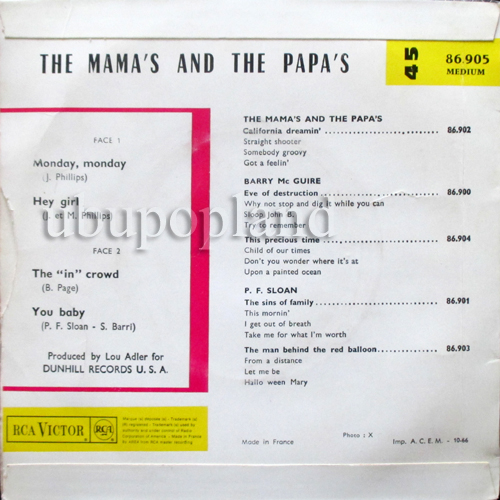 THE MAMA'S AND THE PAPA'S
45
86.905
MEDIUM
FACE 1
Monday, monday
(J. Phillips)
Hey girl
(J. et M. Phillips)
FACE 2
The "in" crowd
(B. Page)
You baby
(P. F. Sloan - S. Barri)
Produced by Lou Adler for
DUNHILL RECORDS U. S. A.
THE MAMA'S AND THE PAPA'S
California dreamin' 86.902
Straight shooter
Somebody groovy
Got a feelin'
BARRY Mc GUIRE
Eve of destruction 86.900
Why not stop and dig it while you can
Sloop John B.
Try to remember
This precious time 86.904
Child of our times
Don't you wonder where it's at
Upon a painted ocean
P. F. SLOAN
The sins of family 86.901
This mornin'
I get out of breath
Take me for what I'm worth
The man behind the red balloon 86.903
From a distance
Let me be
Hallo ween Mary
ubupopland
RCA VICTOR
RCA
Made in France
Photo : X
Imp. A. C. E. M. - 10-66